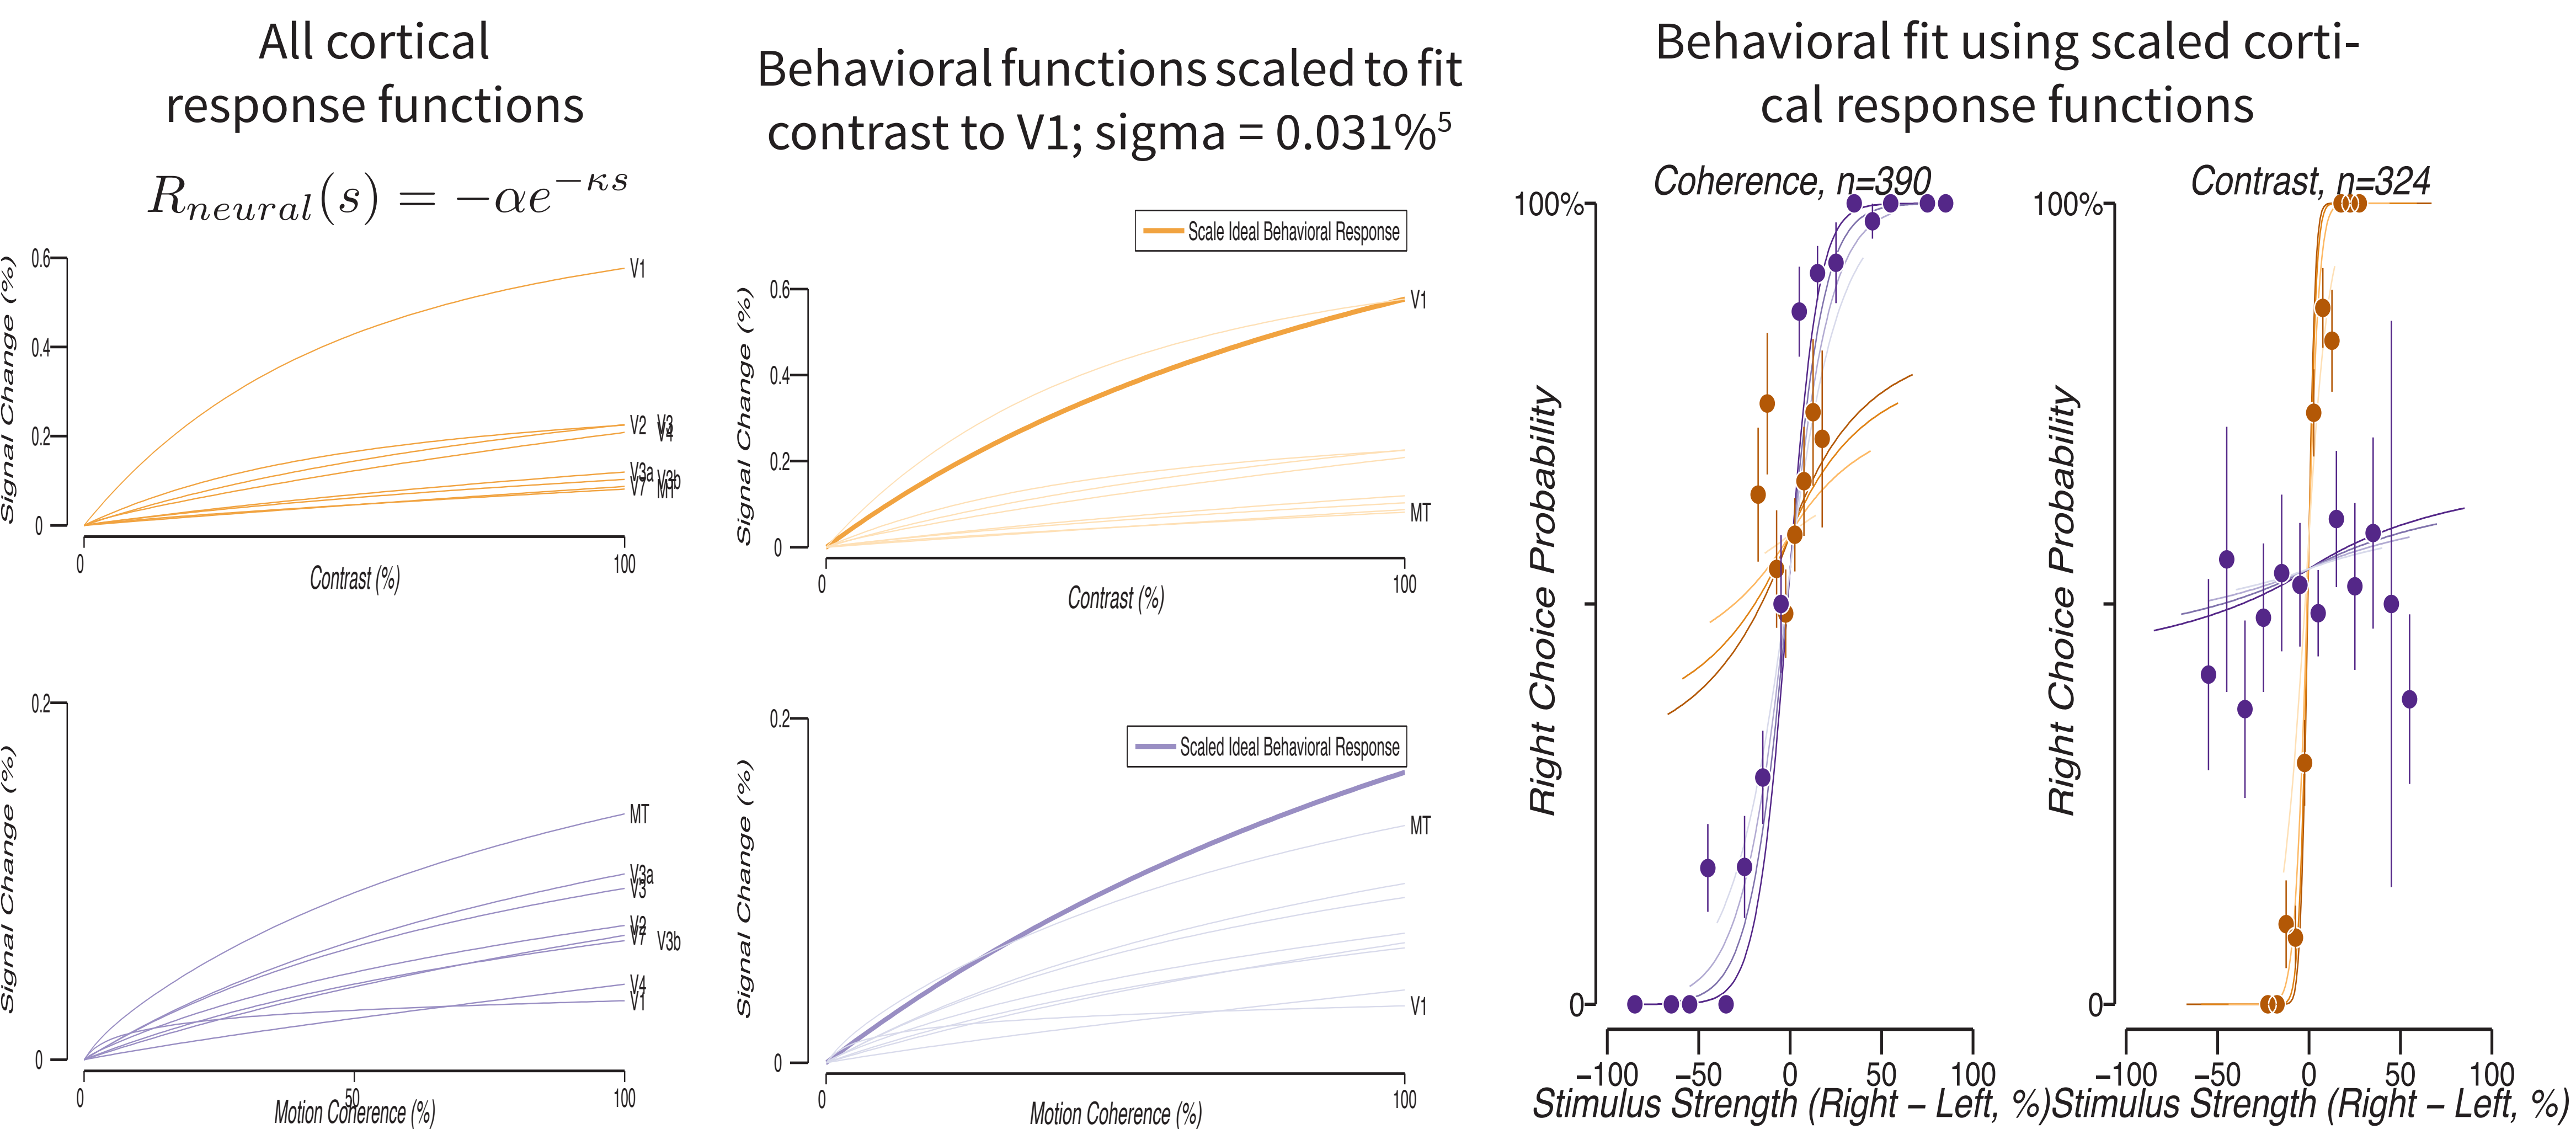 All cortical
response functions
R_{neural}(s) = −αe^{−κs}
Signal Change (%)
0.6
0.4
0.2
0
V1
V2 V3
V4
V3a V3b
V7 MT
0 100
Contrast (%)
Signal Change (%)
0.2
0
MT
V3a
V3
V2
V7 V3b
V4
V1
0 50 100
Motion Coherence (%)
Behavioral functions scaled to fit
contrast to V1; sigma = 0.031%⁵
Scale Ideal Behavioral Response
Signal Change (%)
0.6
0.4
0.2
0
V1
MT
0 100
Contrast (%)
Scaled Ideal Behavioral Response
Signal Change (%)
0.2
0
MT
V1
0 100
Motion Coherence (%)
Behavioral fit using scaled corti-
cal response functions
Coherence, n=390
Right Choice Probability
100%
0
−100 −50 0 50 100
Stimulus Strength (Right − Left, %)
Contrast, n=324
Right Choice Probability
100%
0
−100 −50 0 50 100
Stimulus Strength (Right − Left, %)